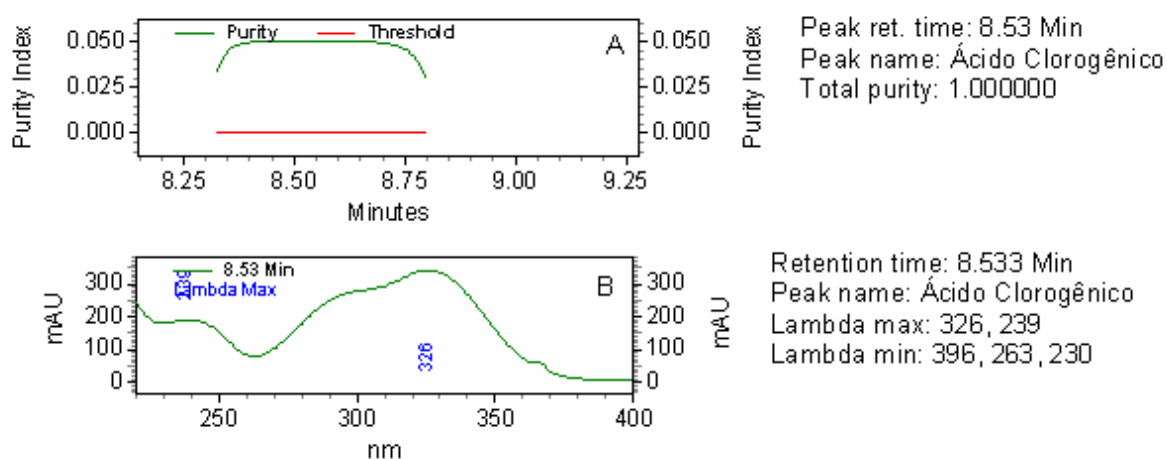 Purity
Threshold
A
0.050
0.025
0.000
Purity Index
0.050
0.025
0.000
Purity Index
8.25 8.50 8.75 9.00 9.25
Minutes
Peak ret. time: 8.53 Min
Peak name: Ácido Clorogênico
Total purity: 1.000000
8.53 Min
Lambda Max
239
326
B
300
200
100
0
mAU
300
200
100
0
mAU
250 300 350 400
nm
Retention time: 8.533 Min
Peak name: Ácido Clorogênico
Lambda max: 326, 239
Lambda min: 396, 263, 230